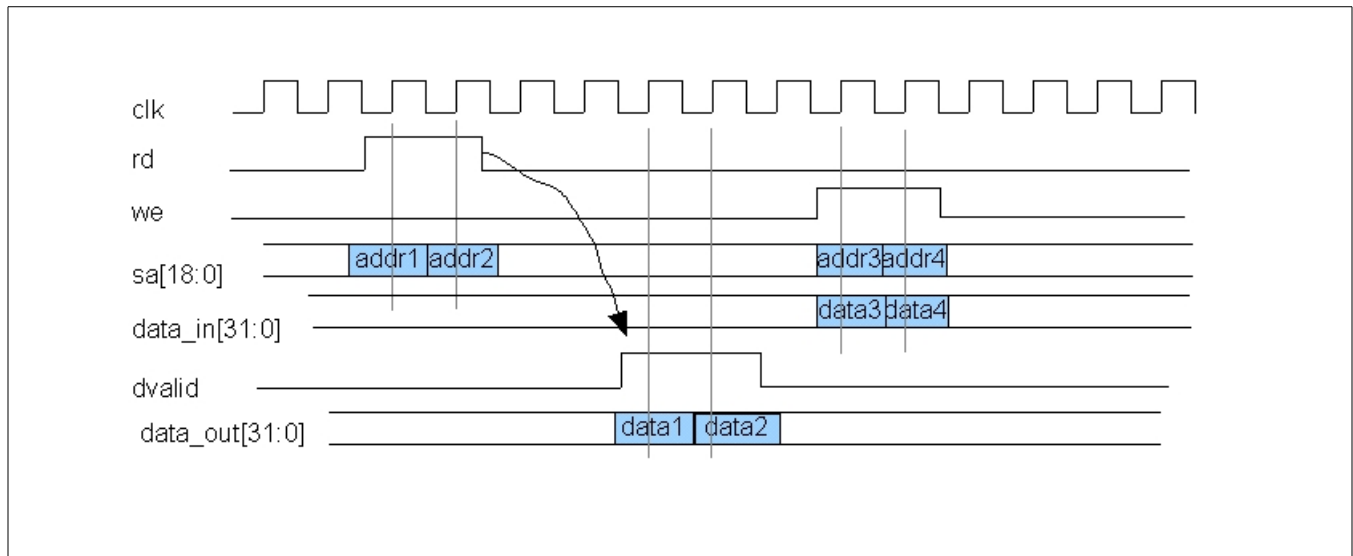 clk
rd
we
sa[18:0] addr1 addr2 addr3 addr4
data_in[31:0] data3 data4
dvalid
data_out[31:0] data1 data2